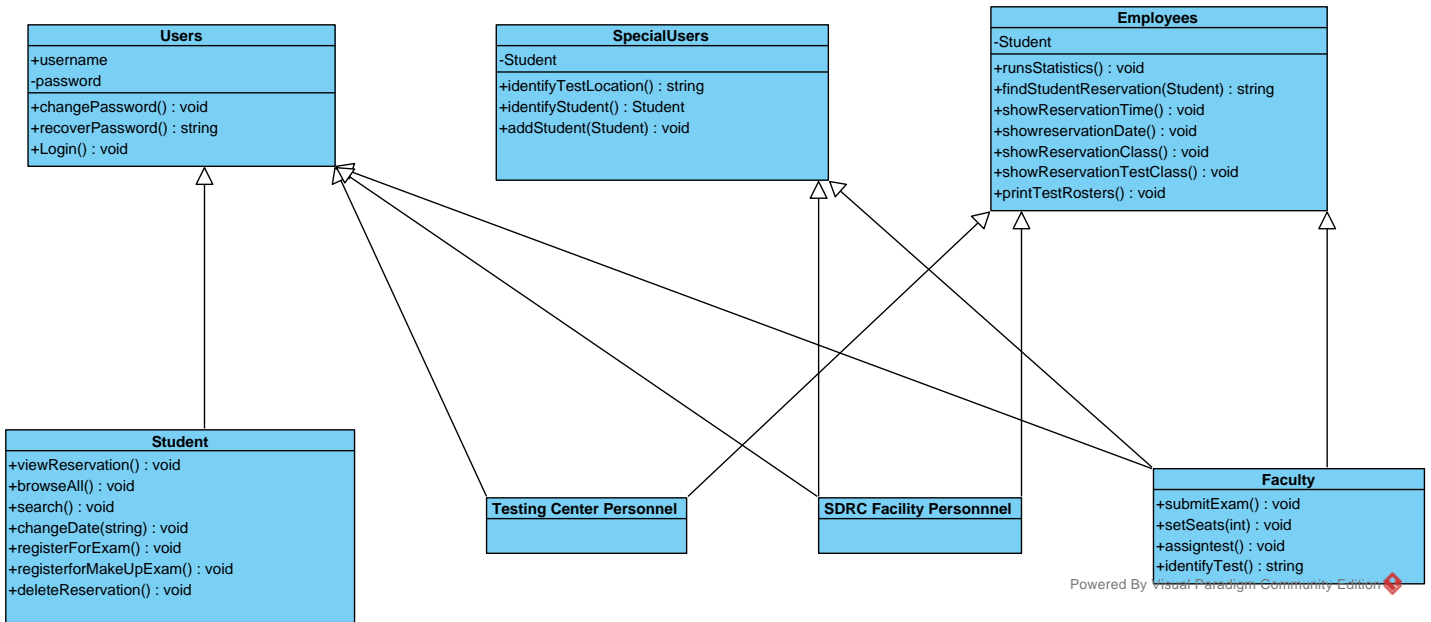 Users
+username
-password
+changePassword() : void
+recoverPassword() : string
+Login() : void
SpecialUsers
-Student
+identifyTestLocation() : string
+identifyStudent() : Student
+addStudent(Student) : void
Employees
-Student
+runsStatistics() : void
+findStudentReservation(Student) : string
+showReservationTime() : void
+showreservationDate() : void
+showReservationClass() : void
+showReservationTestClass() : void
+printTestRosters() : void
Student
+viewReservation() : void
+browseAll() : void
+search() : void
+changeDate(string) : void
+registerForExam() : void
+registerforMakeUpExam() : void
+deleteReservation() : void
Testing Center Personnel
SDRC Facility Personnnel
Faculty
+submitExam() : void
+setSeats(int) : void
+assigntest() : void
+identifyTest() : string
Powered By Visual Paradigm Community Edition